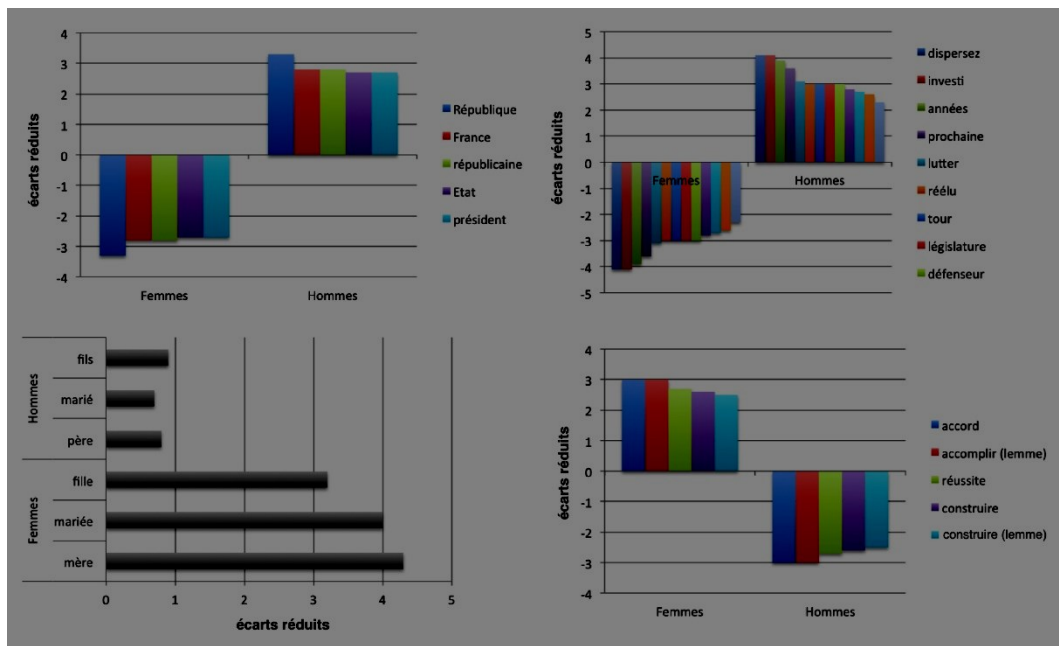 4
3
2
1
0
-1
-2
-3
-4
écarts réduits
Femmes
Hommes
République
France
républicaine
Etat
président
5
4
3
2
1
0
-1
-2
-3
-4
-5
écarts réduits
Femmes
Hommes
dispersez
investi
années
prochaine
lutter
réélu
tour
législature
défenseur
Hommes
fils
marié
père
Femmes
fille
mariée
mère
0 1 2 3 4 5
écarts réduits
4
3
2
1
0
-1
-2
-3
-4
écarts réduits
Femmes
Hommes
accord
accomplir (lemme)
réussite
construire
construire (lemme)